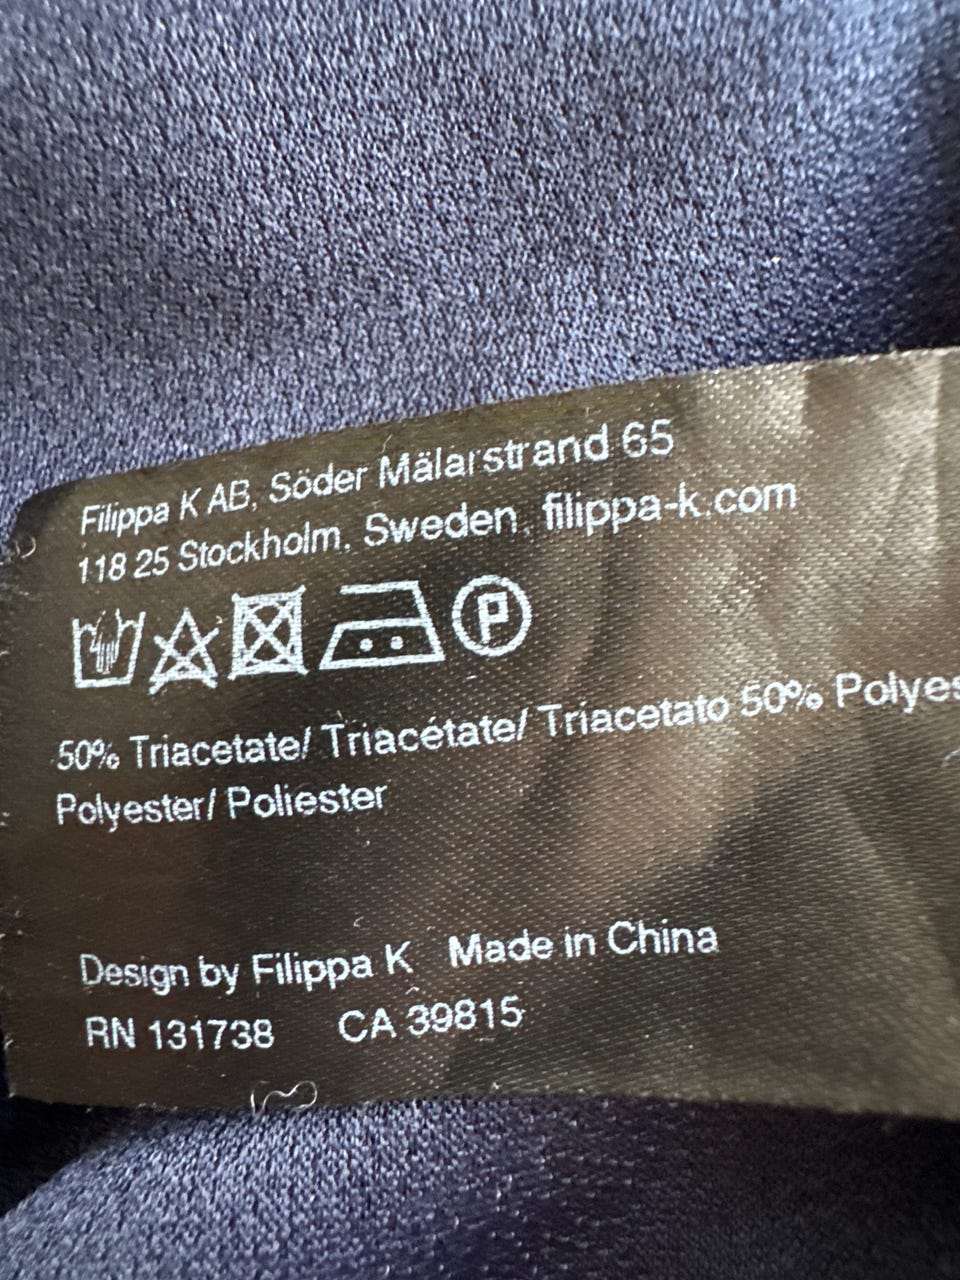 Filippa K AB, Söder Mälarstrand 65
118 25 Stockholm, Sweden, filippa-k.com
P
50% Triacetate/ Triacétate/ Triacetato 50% Polyes
Polyester/ Poliester
Design by Filippa K Made in China
RN 131738 CA 39815